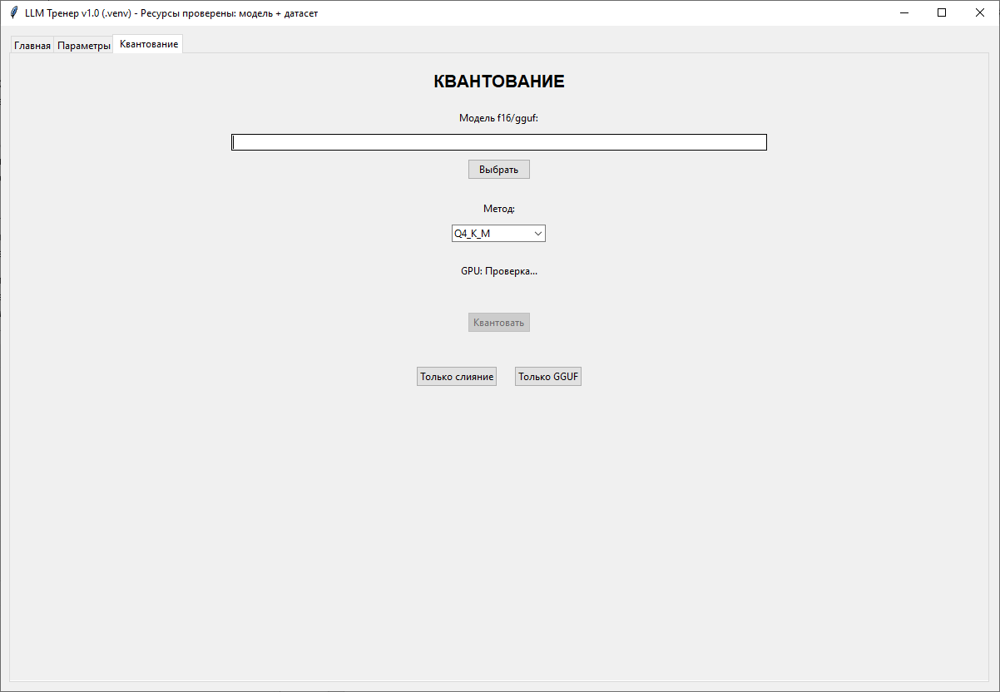 LLM Тренер v1.0 (.venv) - Ресурсы проверены: модель + датасет
Главная Параметры Квантование
КВАНТОВАНИЕ
Модель f16/gguf:
Выбрать
Метод:
Q4_K_M
GPU: Проверка...
Квантовать
Только слияние Только GGUF